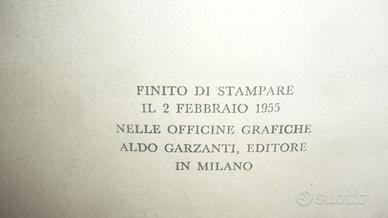 FINITO DI STAMPARE
IL 2 FEBBRAIO 1955
NELLE OFFICINE GRAFICHE
ALDO GARZANTI, EDITORE
IN MILANO
subito